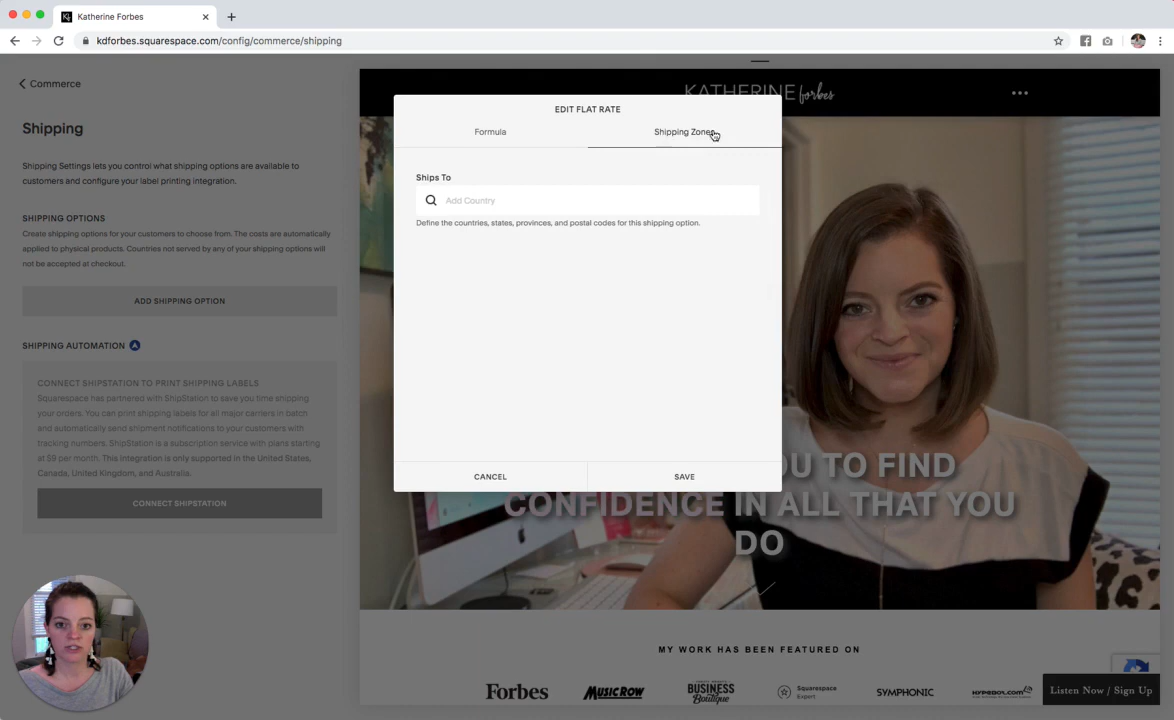 Katherine Forbes
kdforbes.squarespace.com/config/commerce/shipping
Commerce
Shipping
Shipping Settings lets you control what shipping options are available to
customers and configure your label printing integration.
SHIPPING OPTIONS
Create shipping options for your customers to choose from. The costs are automatically
applied to physical products. Countries not served by any of your shipping options will
not be accepted at checkout.
ADD SHIPPING OPTION
SHIPPING AUTOMATION
CONNECT SHIPSTATION TO PRINT SHIPPING LABELS
Squarespace has partnered with ShipStation to save you time shipping
your orders. You can print shipping labels for all major carriers in batch
and automatically send shipment notifications to your customers with
tracking numbers. ShipStation is a subscription service with plans starting
at $9 per month. This integration is only supported in the United States,
Canada, United Kingdom, and Australia.
CONNECT SHIPSTATION
KATHERINE forbes
EDIT FLAT RATE
Formula
Shipping Zones
Ships To
Add Country
Define the countries, states, provinces, and postal codes for this shipping option.
CANCEL
SAVE
YOU TO FIND
CONFIDENCE IN ALL THAT YOU
DO
MY WORK HAS BEEN FEATURED ON
Forbes
MUSICROW
BUSINESS Boutique
Squarespace
Expert
SYMPHONIC
HYPEBOT.COM
Listen Now / Sign Up